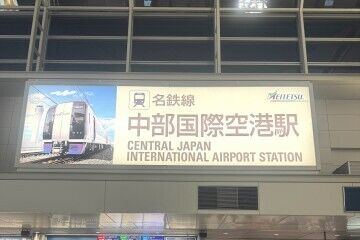 名鉄線
MEITETSU
中部国際空港駅
CENTRAL JAPAN
INTERNATIONAL AIRPORT STATION